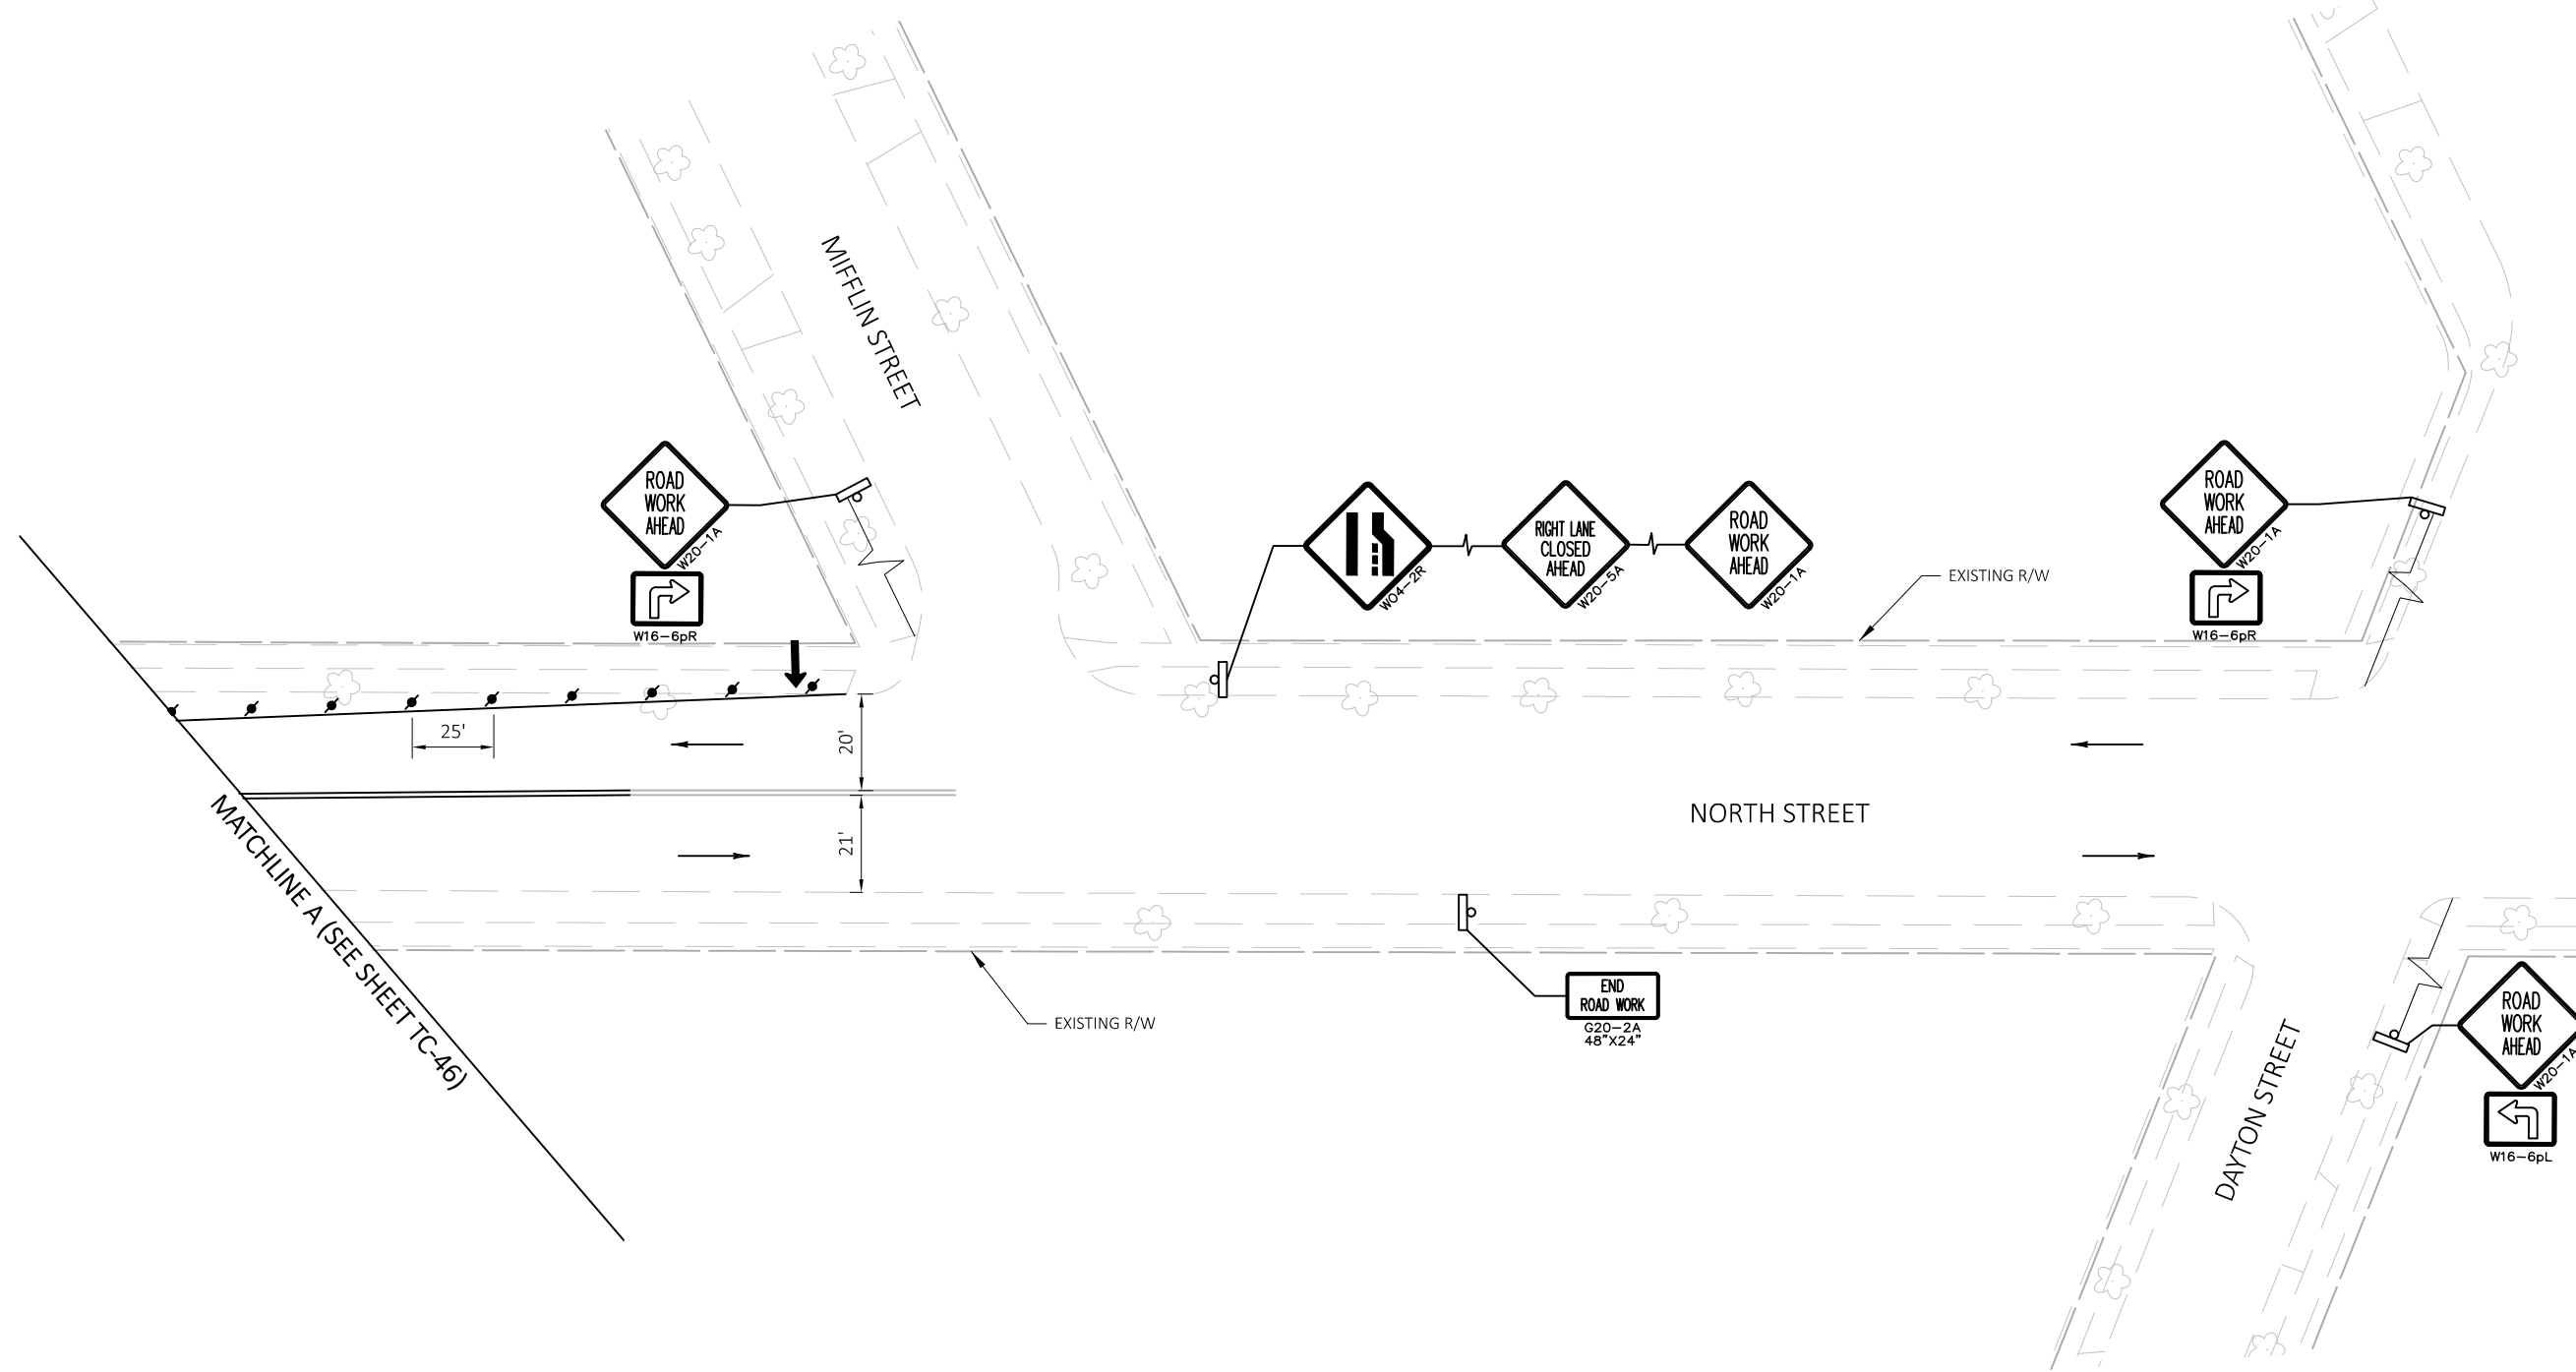 MIFFLIN STREET
ROAD
WORK
AHEAD
W20-1A
W16-6pR
W04-2R
RIGHT LANE
CLOSED
AHEAD
W20-5A
ROAD
WORK
AHEAD
W20-1A
EXISTING R/W
ROAD
WORK
AHEAD
W20-1A
W16-6pR
25'
20'
21'
NORTH STREET
MATCHLINE A (SEE SHEET TC-46)
EXISTING R/W
END
ROAD WORK
G20-2A
48"X24"
DAYTON STREET
ROAD
WORK
AHEAD
W20-1A
W16-6pL